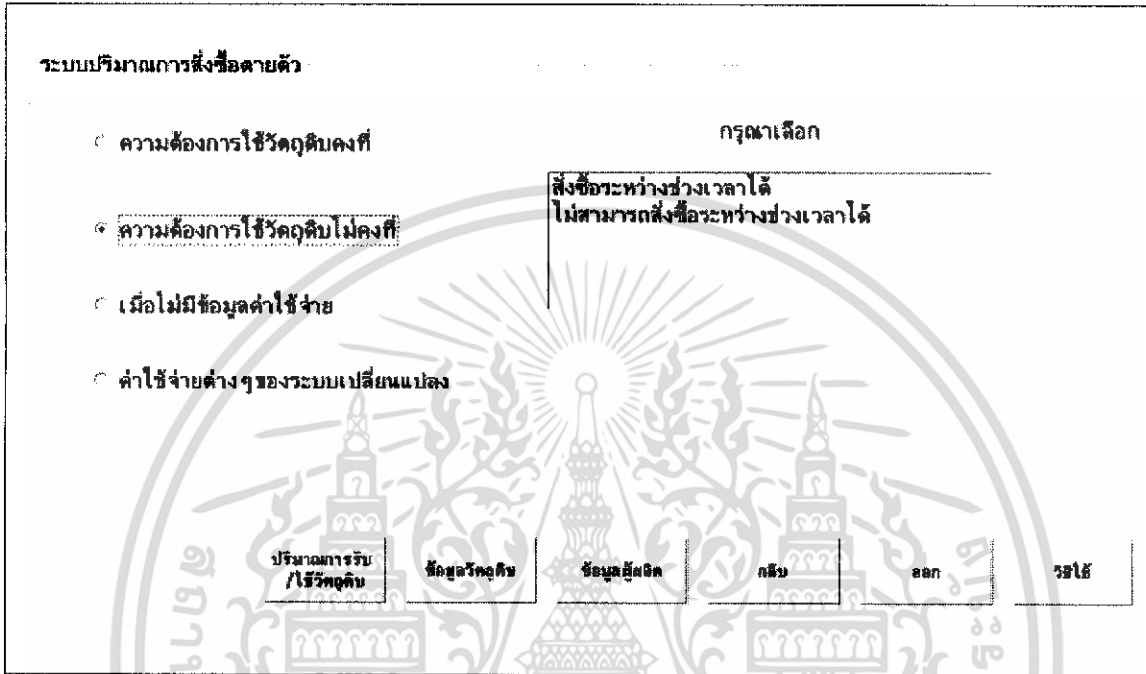 ระบบปริมาณการสั่งซื้อตายตัว
ความต้องการใช้วัตถุดิบคงที่
ความต้องการใช้วัตถุดิบไม่คงที่
เมื่อไม่มีข้อมูลค่าใช้จ่าย
ค่าใช้จ่ายต่างๆของระบบเปลี่ยนแปลง
กรุณาเลือก
สั่งซื้อระหว่างช่วงเวลาได้
ไม่สามารถสั่งซื้อระหว่างช่วงเวลาได้
ปริมาณการรับ
/ใช้วัตถุดิบ
ข้อมูลวัตถุดิบ
ข้อมูลผู้ผลิต
กลับ
ออก
วิธีใช้